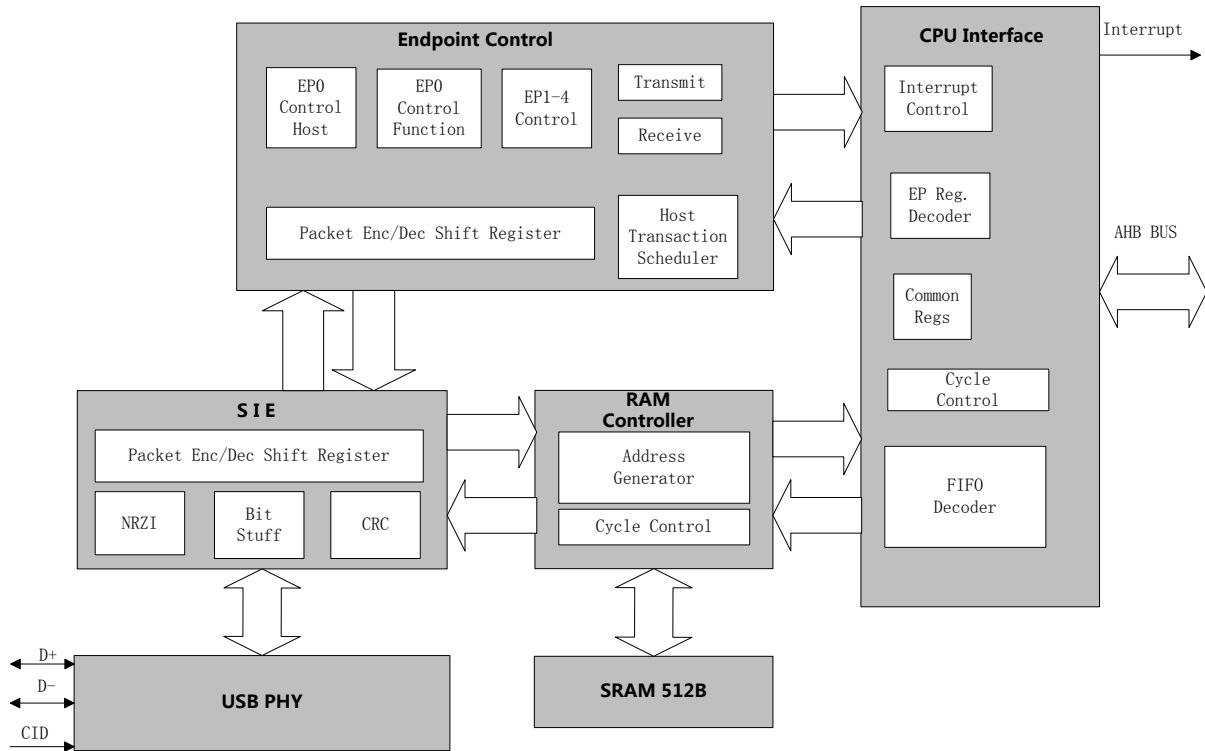 Endpoint Control
EP0
Control
Host
EP0
Control
Function
EP1-4
Control
Transmit
Receive
Packet Enc/Dec Shift Register
Host
Transaction
Scheduler
CPU Interface
Interrupt
Control
EP Reg.
Decoder
Common
Regs
Cycle
Control
FIFO
Decoder
Interrupt
AHB BUS
S I E
Packet Enc/Dec Shift Register
NRZI
Bit
Stuff
CRC
RAM
Controller
Address
Generator
Cycle Control
D+
D-
CID
USB PHY
SRAM 512B